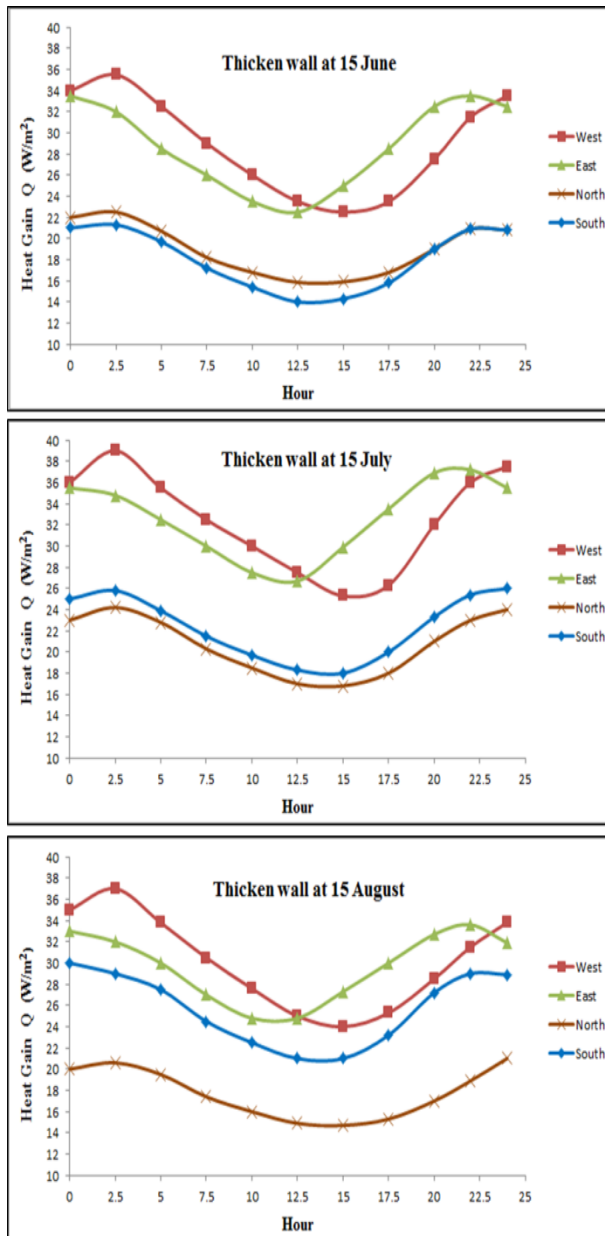 Thicken wall at 15 June
Heat Gain Q (W/m²)
40
38
36
34
32
30
28
26
24
22
20
18
16
14
12
10
0 2.5 5 7.5 10 12.5 15 17.5 20 22.5 25
Hour
West
East
North
South
Thicken wall at 15 July
Heat Gain Q (W/m²)
40
38
36
34
32
30
28
26
24
22
20
18
16
14
12
10
0 2.5 5 7.5 10 12.5 15 17.5 20 22.5 25
Hour
West
East
North
South
Thicken wall at 15 August
Heat Gain Q (W/m²)
40
38
36
34
32
30
28
26
24
22
20
18
16
14
12
10
0 2.5 5 7.5 10 12.5 15 17.5 20 22.5 25
Hour
West
East
North
South